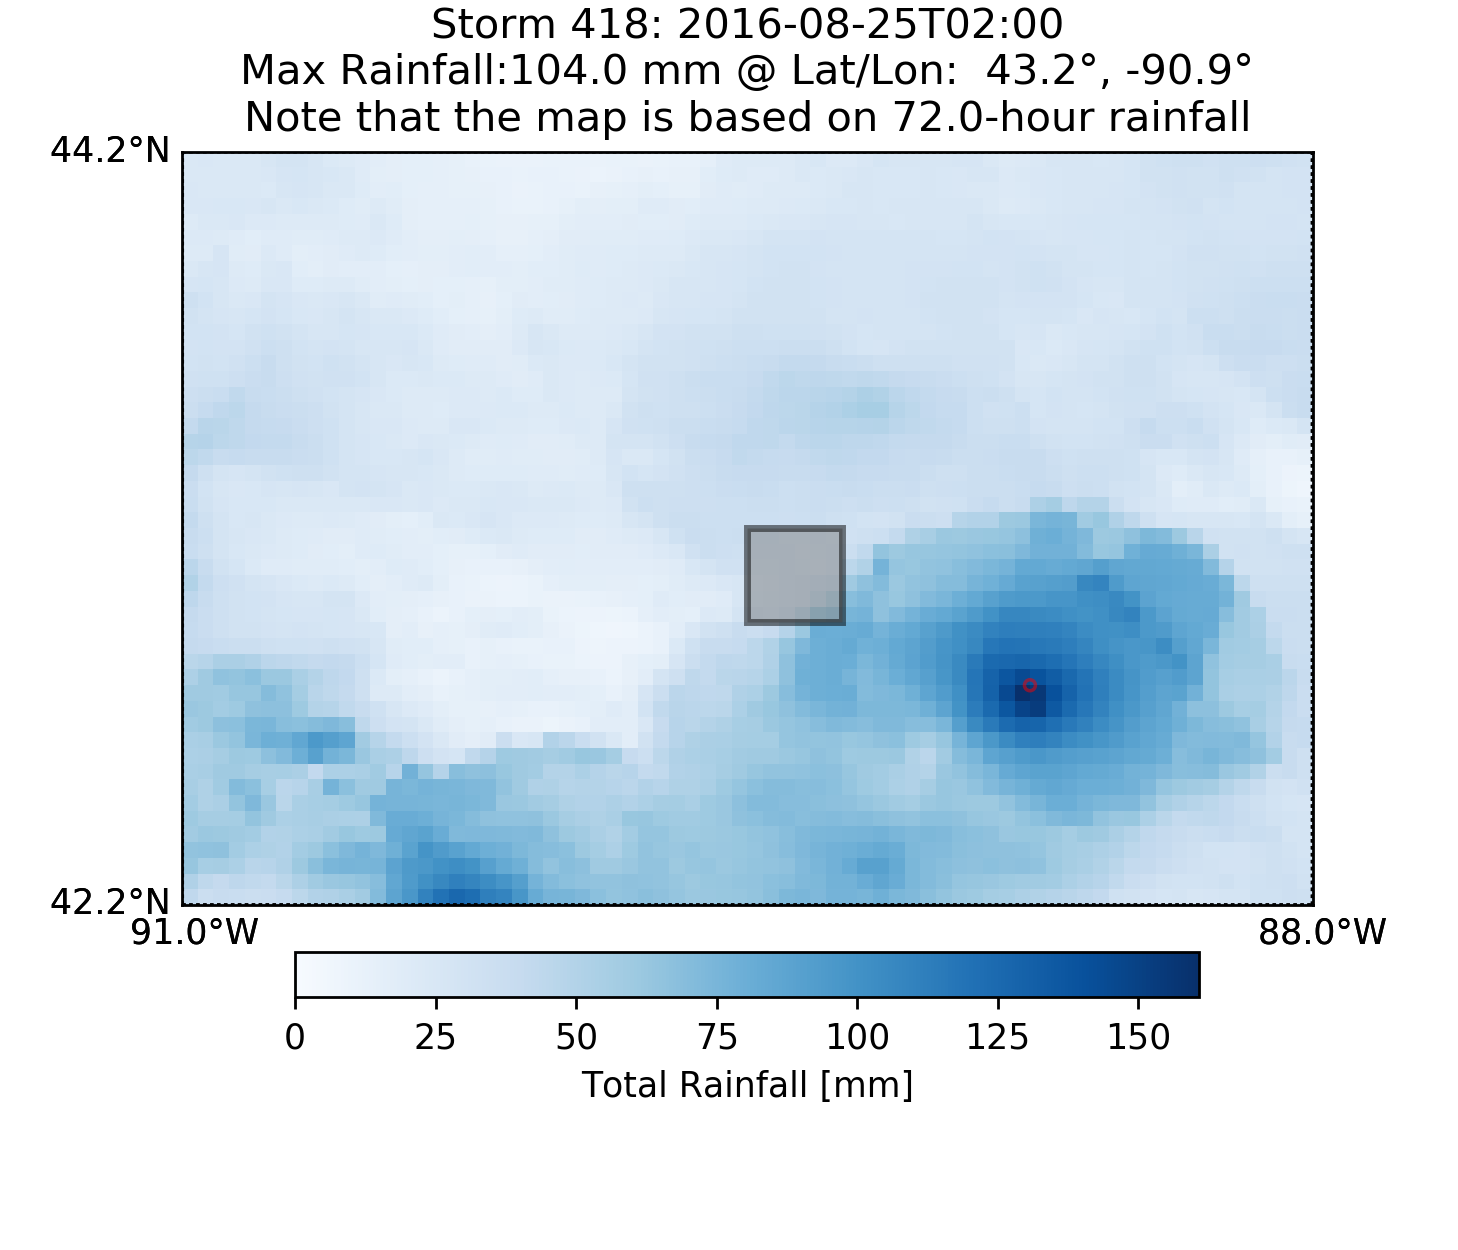 Storm 418: 2016-08-25T02:00
Max Rainfall:104.0 mm @ Lat/Lon:  43.2°, -90.9°
Note that the map is based on 72.0-hour rainfall
44.2°N
42.2°N
91.0°W 88.0°W
0 25 50 75 100 125 150
Total Rainfall [mm]